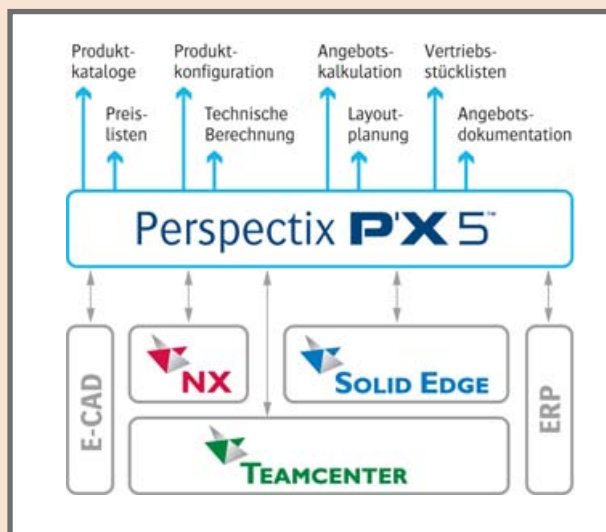 Produkt-
kataloge
Produkt-
konfiguration
Angebots-
kalkulation
Vertriebs-
stücklisten
Preis-
listen
Technische
Berechnung
Layout-
planung
Angebots-
dokumentation
Perspectix P'X5™
E-CAD
NX
SOLID EDGE
ERP
TEAMCENTER